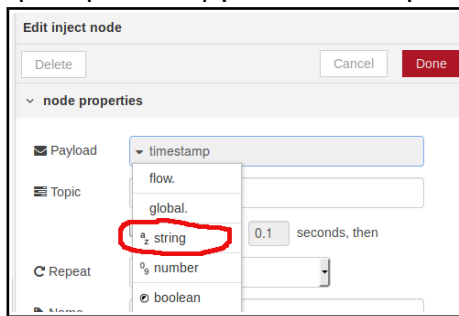 Edit inject node
Delete Cancel Done
node properties
Payload timestamp
flow.
Topic
global.
string 0.1 seconds, then
Repeat number
boolean
Name